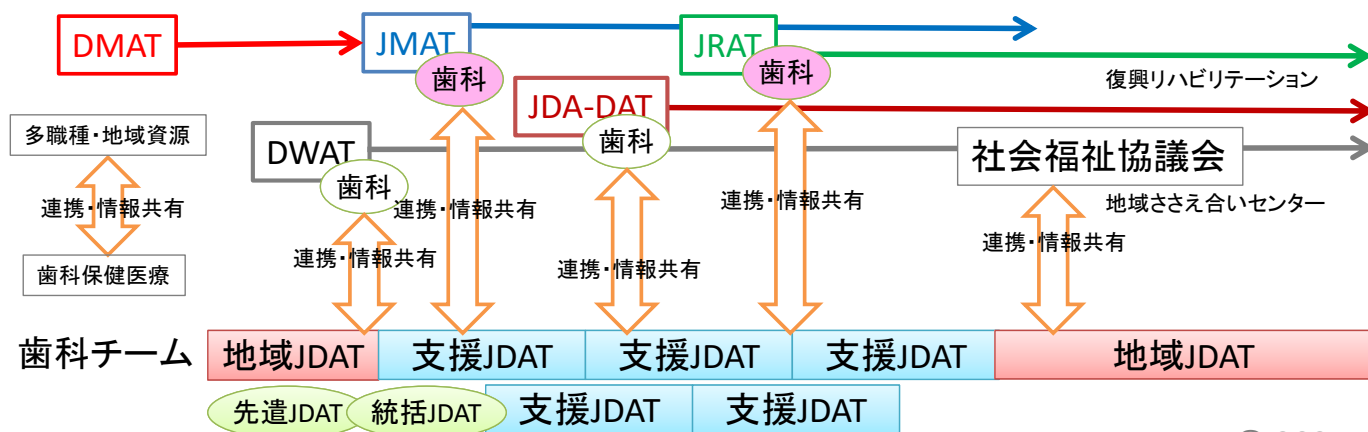 DMAT
JMAT
JRAT
歯科
歯科
復興リハビリテーション
JDA-DAT
多職種・地域資源
歯科
DWAT
社会福祉協議会
歯科
連携・情報共有
連携・情報共有
連携・情報共有
地域ささえ合いセンター
連携・情報共有
連携・情報共有
連携・情報共有
歯科保健医療
歯科チーム
地域JDAT
支援JDAT
支援JDAT
支援JDAT
地域JDAT
先遣JDAT
統括JDAT
支援JDAT
支援JDAT